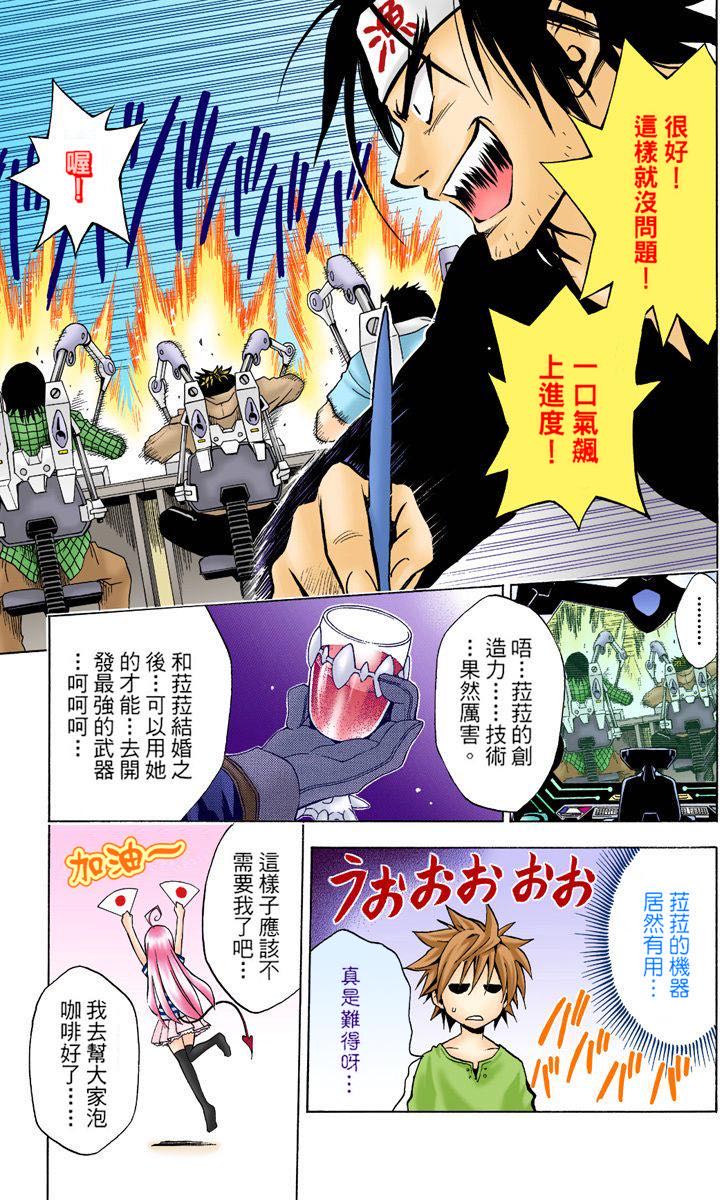 漁
很好！
這樣就沒問題！
一口氣飆
上進度！
喔！
………
唔…菈菈的創
造力……技術
…果然厲害。
和菈菈結婚之
後…可以用她
的才能…去開
發最強的武器
…呵呵呵…
菈菈的機器
居然有用…
うおおおおお
真是難得呀…
ババババ
加油～
這樣子應該不
需要我了吧…
我去幫大家泡
咖啡好了……